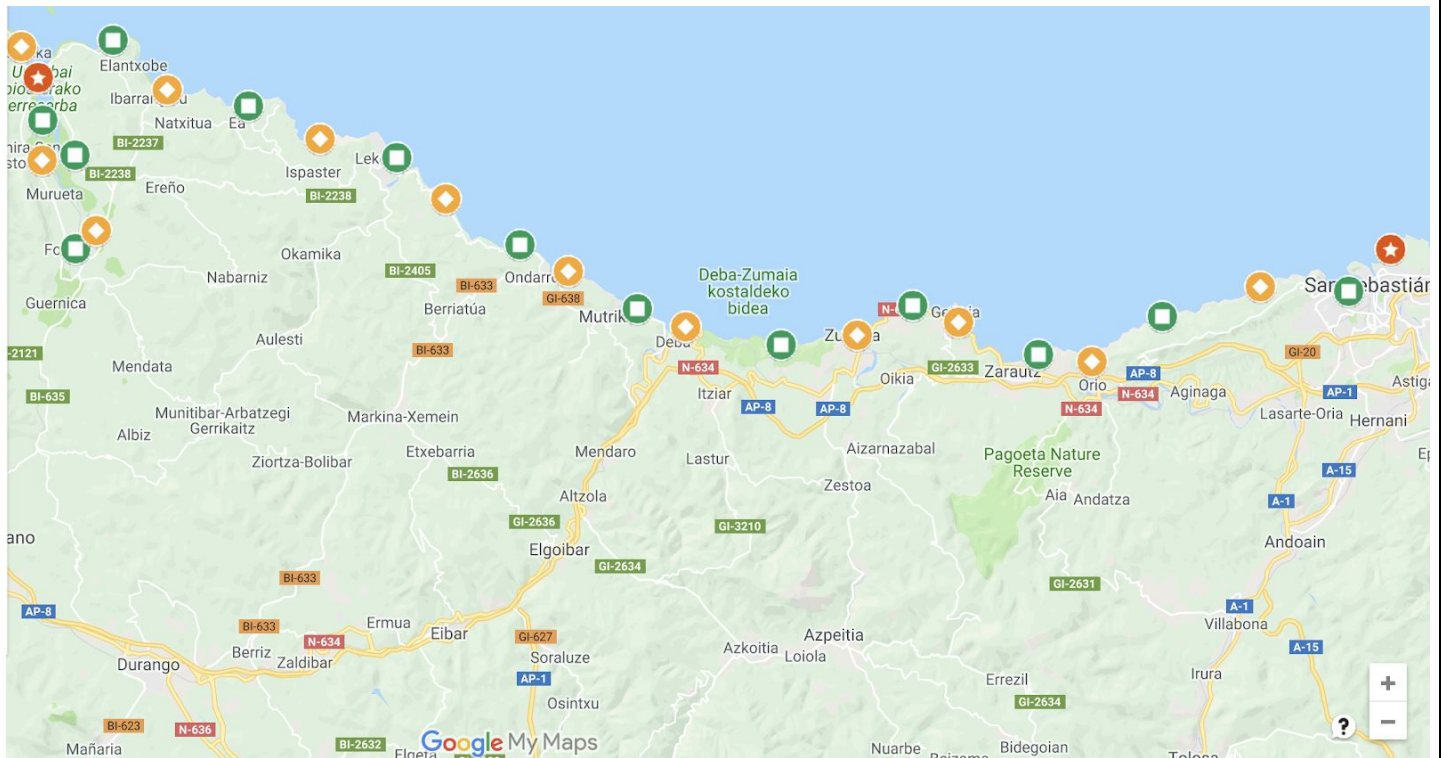 Elantxobe
Natxitua
Ea
BI-2237
BI-2238
Ispaster
Ereño
BI-2238
Murueta
Okamika
BI-2405
Nabarniz
BI-633
GI-638
Deba-Zumaia
kostaldeko
bidea
Guernica
Berriatúa
Aulesti
BI-633
Deba
N-634
-2121
Mendata
BI-635
Itziar
AP-8
AP-8
Oikia
GI-2633
Zarautz
Orio
AP-8
N-634
N-634
Aginaga
GI-20
AP-1
Lasarte-Oria
Hernani
Munitibar-Arbatzegi
Gerrikaitz
Albiz
Markina-Xemein
Ziortza-Bolibar
Etxebarria
BI-2636
Mendaro
Lastur
Aizarnazabal
Zestoa
Pagoeta Nature
Reserve
Aia
Andatza
A-15
A-1
Altzola
GI-2636
Elgoibar
GI-3210
GI-2634
Andoain
BI-633
GI-2631
AP-8
A-1
Villabona
BI-633
N-634
Ermua
Eibar
GI-627
Azpeitia
Azkoitia
Loiola
A-15
Durango
Berriz
Zaldibar
Soraluze
AP-1
Osintxu
Errezil
GI-2634
Irura
BI-623
N-636
Mañaria
BI-2632
Google My Maps
Nuarbe
Bidegoian
+
?
−